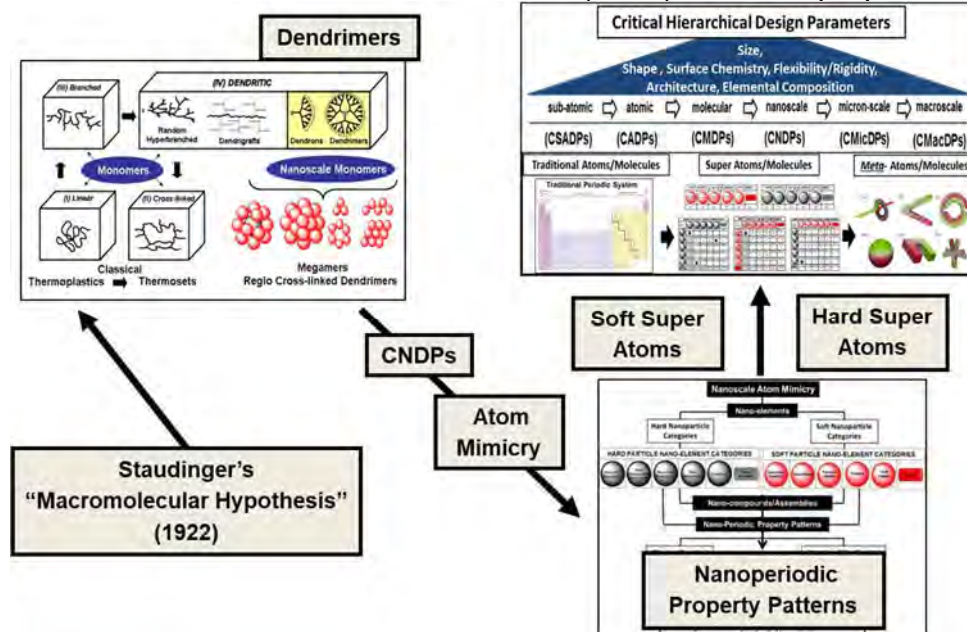 Dendrimers
(III) Branched
(IV) DENDRITIC
Random
Hyperbranched
Dendrigrafts
Dendrons
Dendrimers
Monomers
(I) Linear
(II) Cross-linked
Classical
Thermoplastics
Thermosets
Nanoscale Monomers
Megamers
Regio Cross-linked Dendrimers
Critical Hierarchical Design Parameters
Size,
Shape , Surface Chemistry, Flexibility/Rigidity,
Architecture, Elemental Composition
sub-atomic atomic molecular nanoscale micron-scale macroscale
(CSADPs) (CADPs) (CMDPs) (CNDPs) (CMicDPs) (CMacDPs)
Traditional Atoms/Molecules
Super Atoms/Molecules
Meta- Atoms/Molecules
Traditional Periodic System
CNDPs
Atom
Mimicry
Soft Super
Atoms
Hard Super
Atoms
Staudinger's
"Macromolecular Hypothesis"
(1922)
Nanoscale Atom Mimicry
Nano-elements
Hard Nanoparticle
Categories
Soft Nanoparticle
Categories
HARD PARTICLE NANO-ELEMENT CATEGORIES
SOFT PARTICLE NANO-ELEMENT CATEGORIES
Nano-compounds/Assemblies
Nano-Periodic Property Patterns
Nanoperiodic
Property Patterns